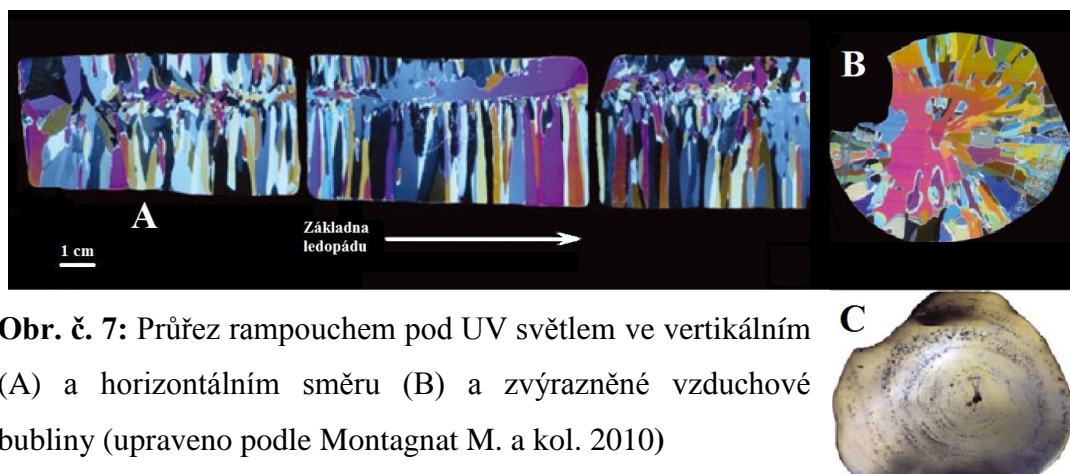 A
B
1 cm
Základna
ledopádu
C
Obr. č. 7: Průřez rampouchem pod UV světlem ve vertikálním
(A) a horizontálním směru (B) a zvýrazněné vzduchové
bubliny (upraveno podle Montagnat M. a kol. 2010)